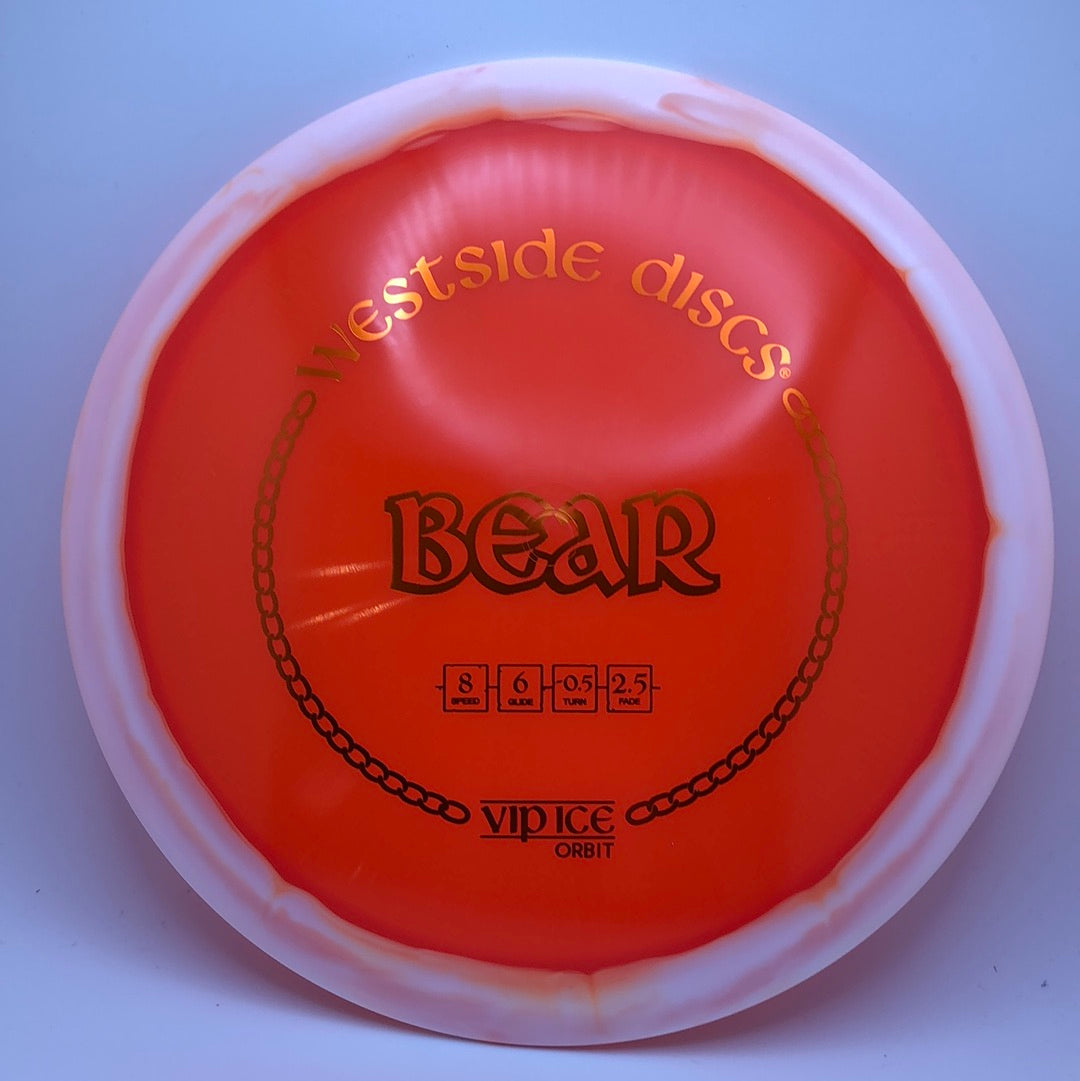 Westside discs®
BEAR
8 6 -0.5 2.5
SPEED GLIDE TURN FADE
VIP ICE
ORBIT